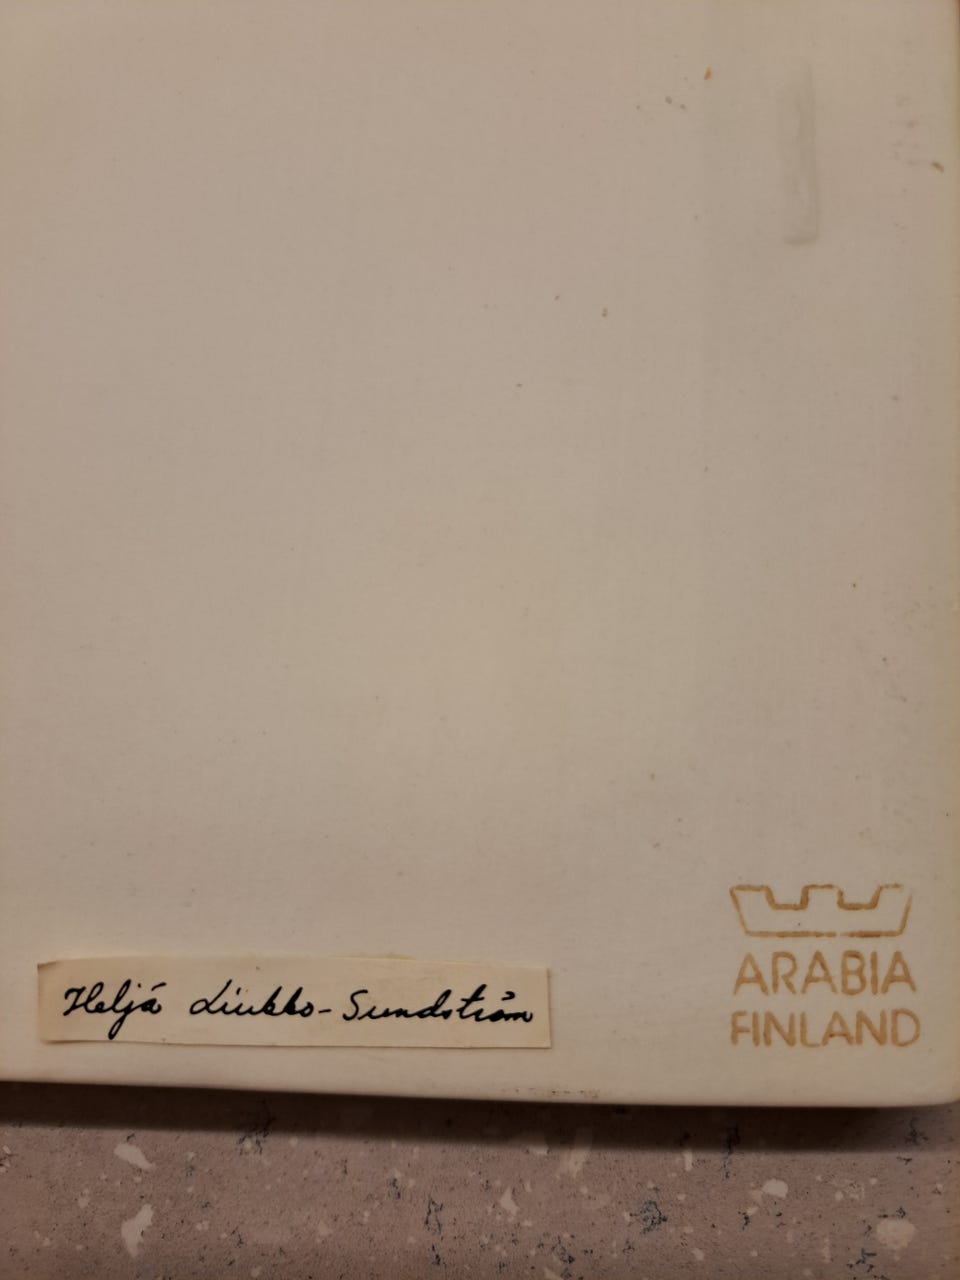 Heljä Liukko-Sundström
ARABIA
FINLAND